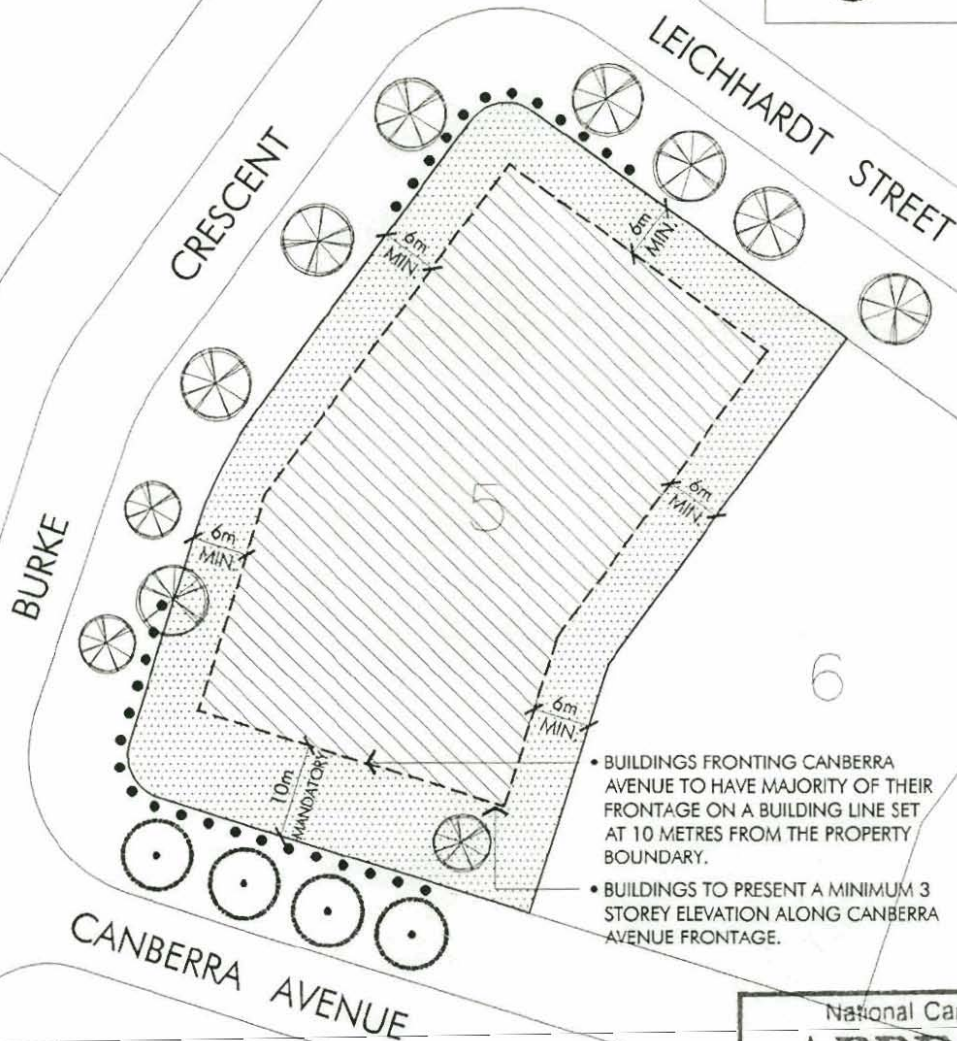 LEICHHARDT STREET
CRESCENT
6m
MIN.
6m
MIN.
5
6m
MIN.
6m
MIN.
BURKE
6
6m
MIN.
10m
MANDATORY
• BUILDINGS FRONTING CANBERRA
AVENUE TO HAVE MAJORITY OF THEIR
FRONTAGE ON A BUILDING LINE SET
AT 10 METRES FROM THE PROPERTY
BOUNDARY.
• BUILDINGS TO PRESENT A MINIMUM 3
STOREY ELEVATION ALONG CANBERRA
AVENUE FRONTAGE.
CANBERRA AVENUE
National